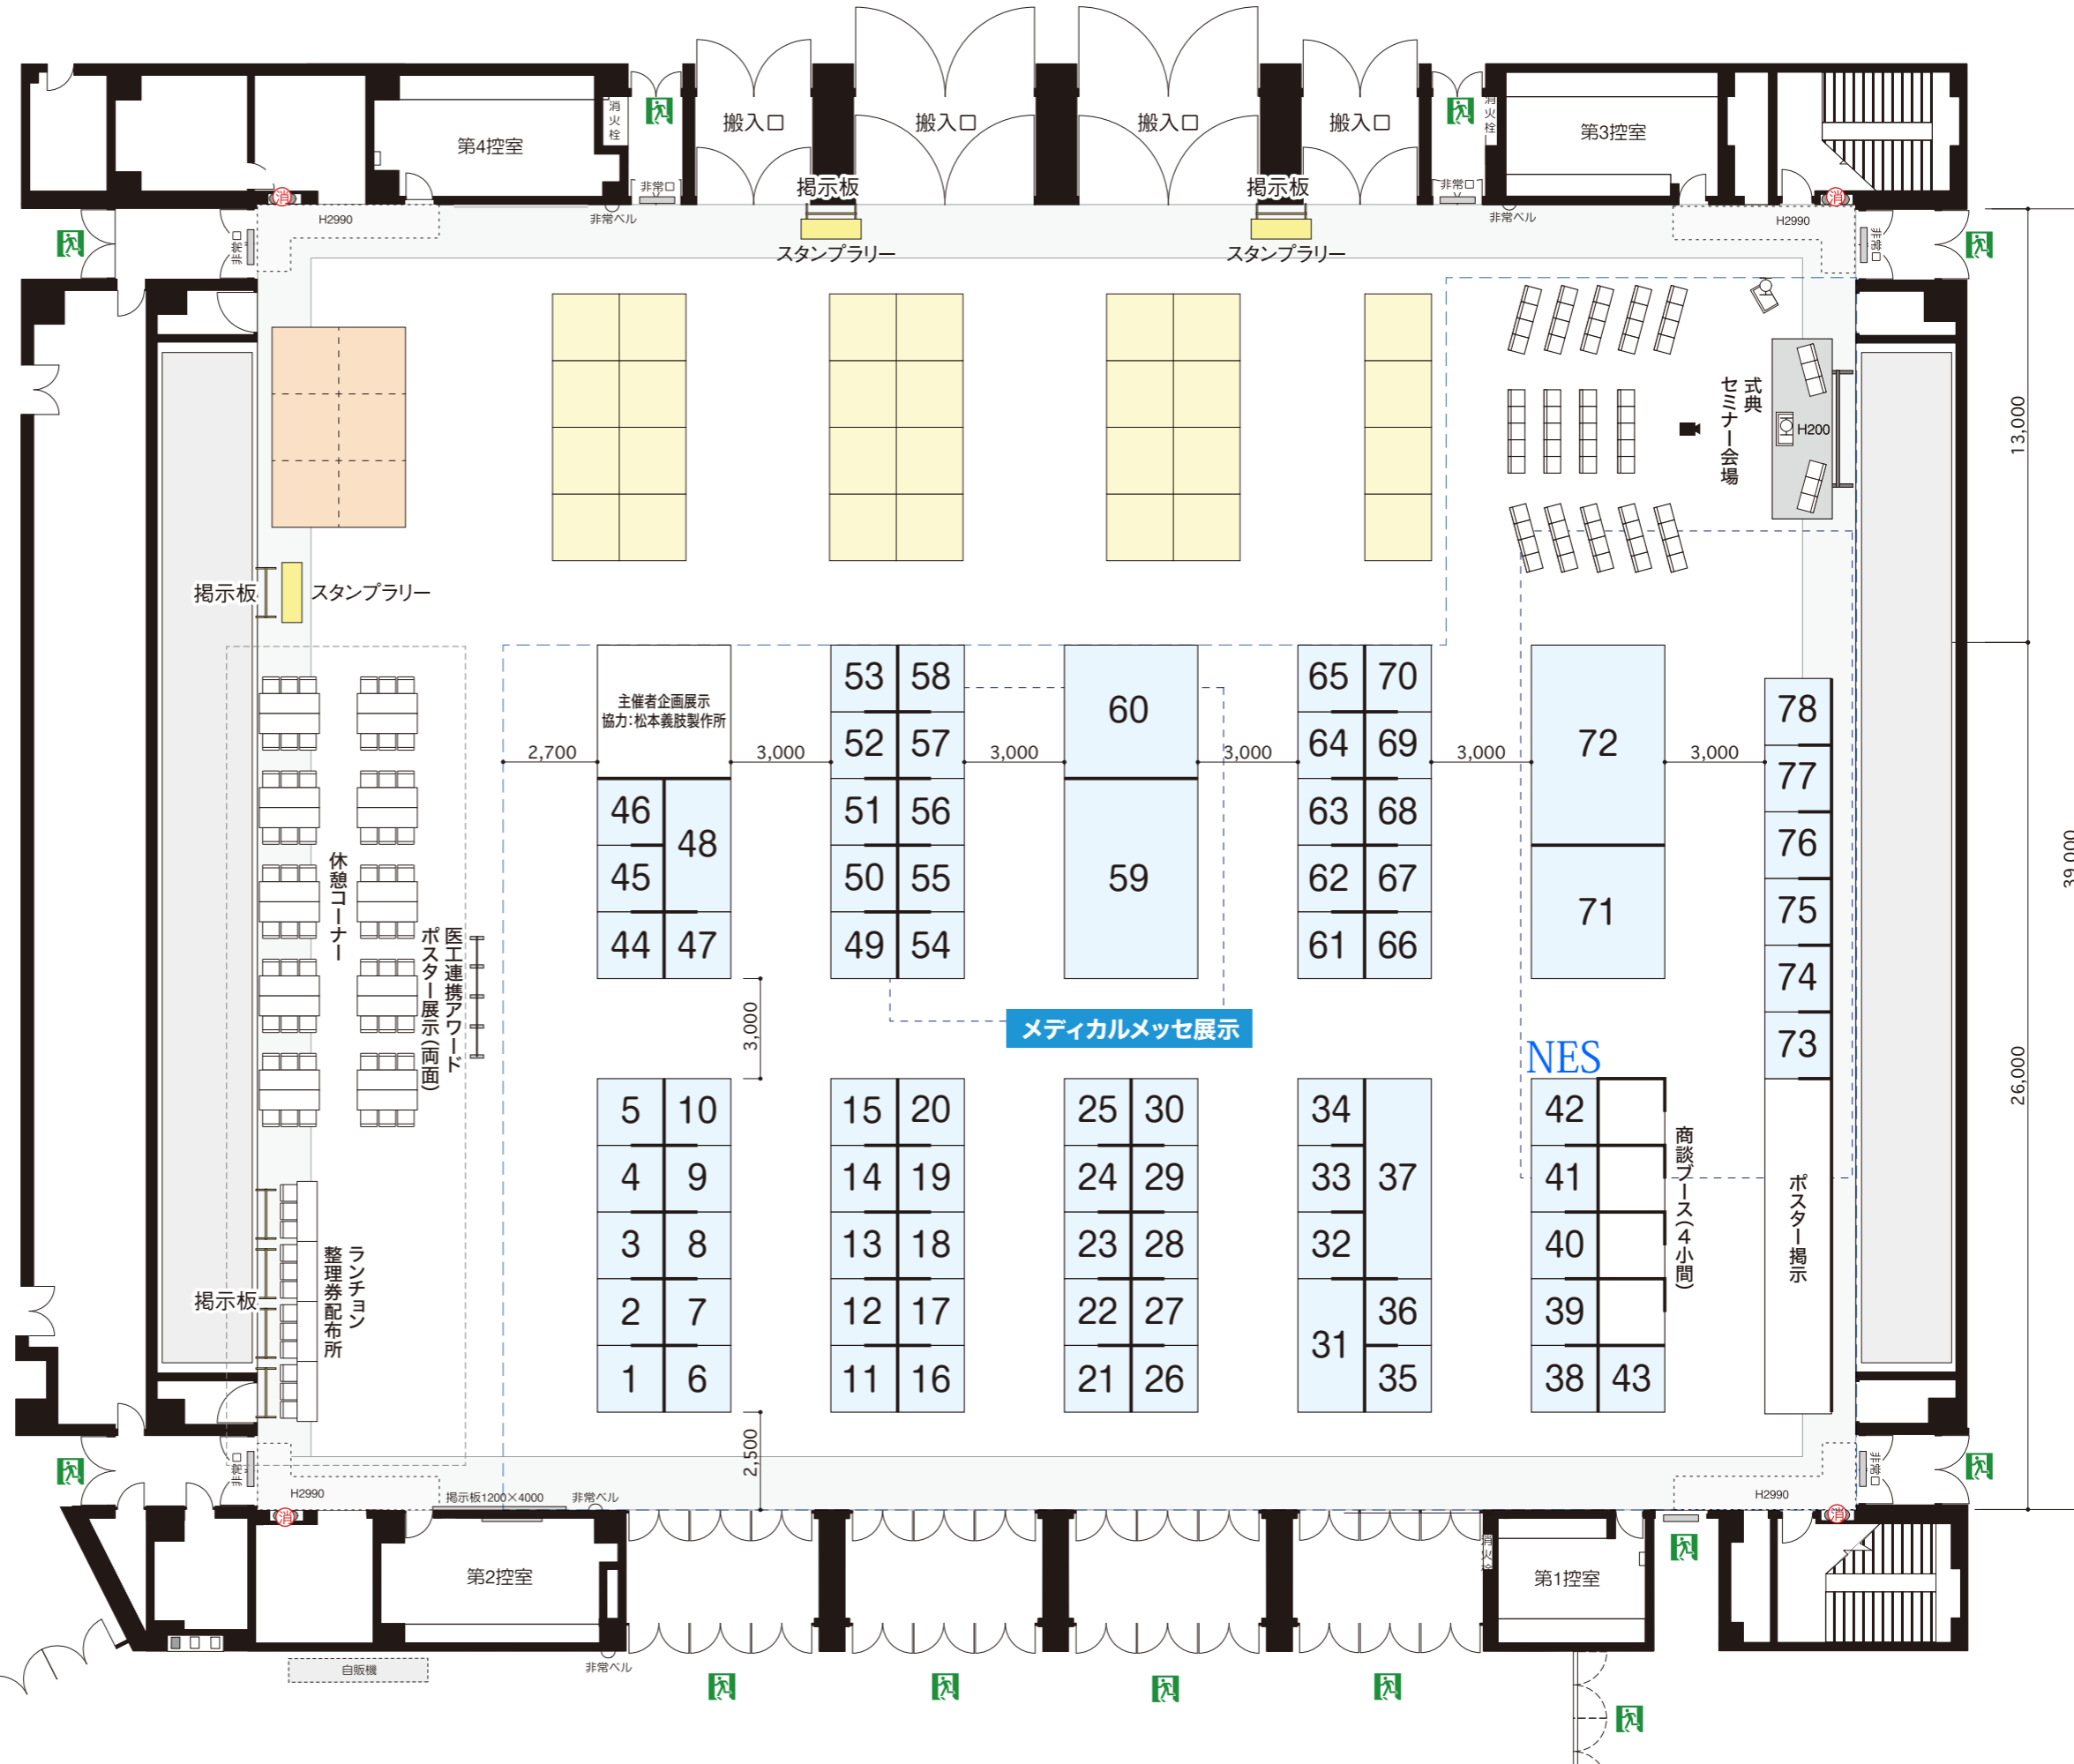 搬入口
搬入口
搬入口
搬入口
消火栓
消火栓
第4控室
第3控室
非常口
非常口
掲示板
掲示板
非常ベル
非常ベル
H2990
H2990
スタンプラリー
スタンプラリー
非常口
非常口
式典
セミナー会場
H200
13,000
掲示板
スタンプラリー
主催者企画展示
協力:松本義肢製作所
53 58
60
65 70
78
52 57
64 69
72
77
2,700
3,000
3,000
3,000
3,000
3,000
46
48
51 56
63 68
76
45
50 55
59
62 67
71
75
44 47
49 54
61 66
74
73
39,000
休憩コーナー
医工連携アワード
ポスター展示(両面)
3,000
メディカルメッセ展示
NES
26,000
5 10
15 20
25 30
34
37
42
4 9
14 19
24 29
33
41
3 8
13 18
23 28
32
40
2 7
12 17
22 27
31
36
39
1 6
11 16
21 26
35
38 43
商談ブース(4小間)
ポスター掲示
ランチョン
整理券配布所
掲示板
2,500
非常口
非常口
H2990
H2990
掲示板1200×4000
非常ベル
消
消
消
消
消火栓
第2控室
第1控室
自販機
非常ベル